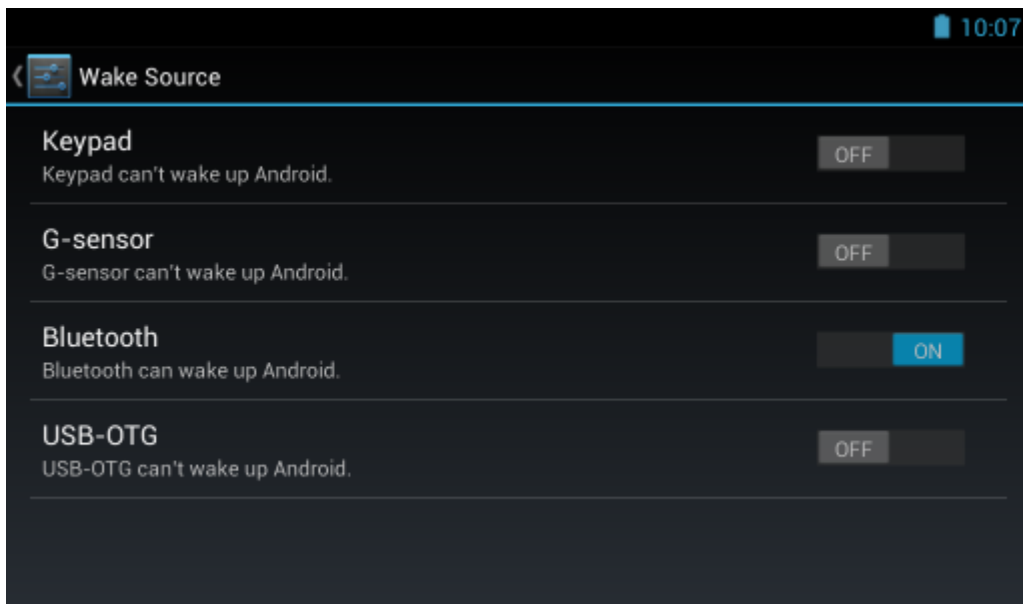 10:07
Wake Source
Keypad
Keypad can't wake up Android.
OFF
G-sensor
G-sensor can't wake up Android.
OFF
Bluetooth
Bluetooth can wake up Android.
ON
USB-OTG
USB-OTG can't wake up Android.
OFF